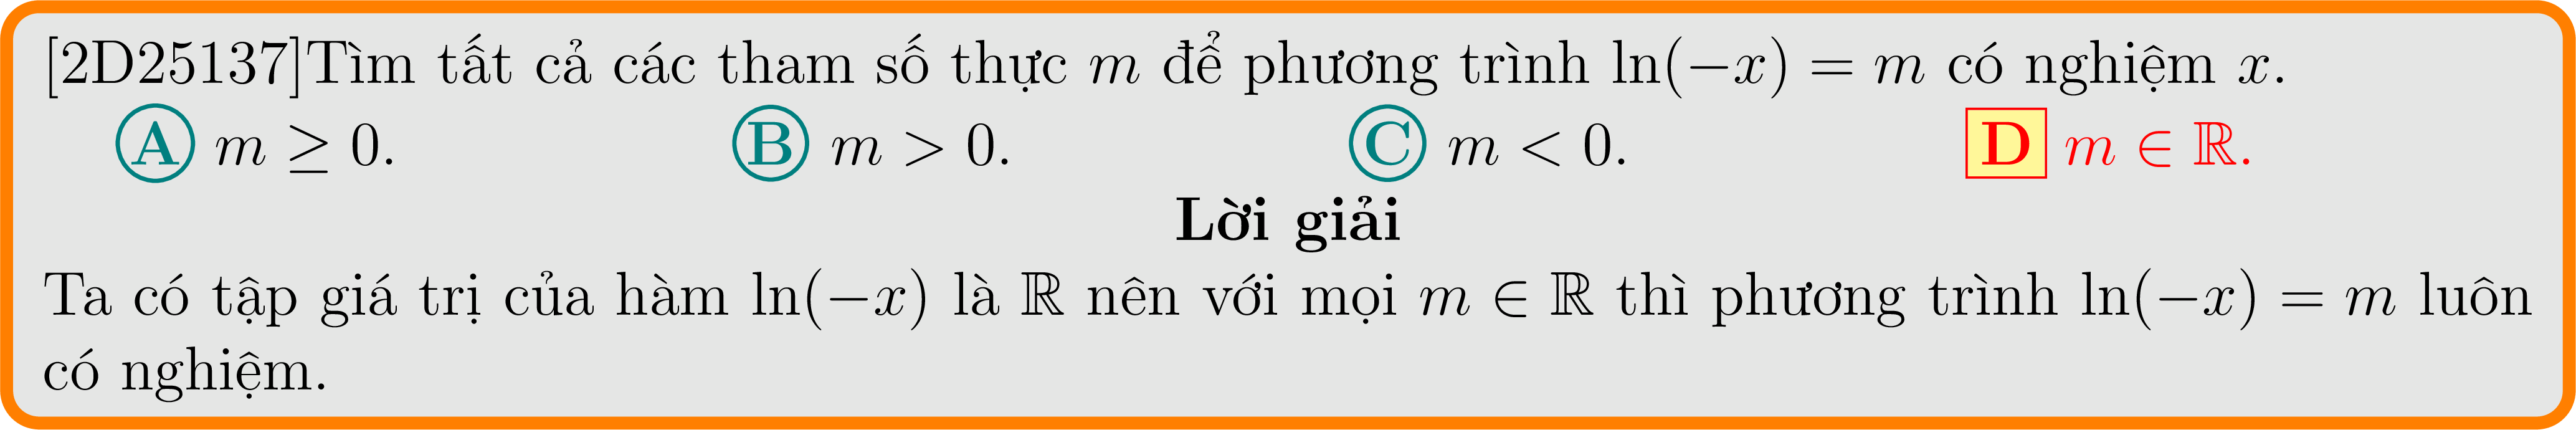 [2D25137]Tìm tất cả các tham số thực m để phương trình ln(−x) = m có nghiệm x.
A m ≥ 0. B m > 0. C m < 0. D m ∈ ℝ.
Lời giải
Ta có tập giá trị của hàm ln(−x) là ℝ nên với mọi m ∈ ℝ thì phương trình ln(−x) = m luôn
có nghiệm.